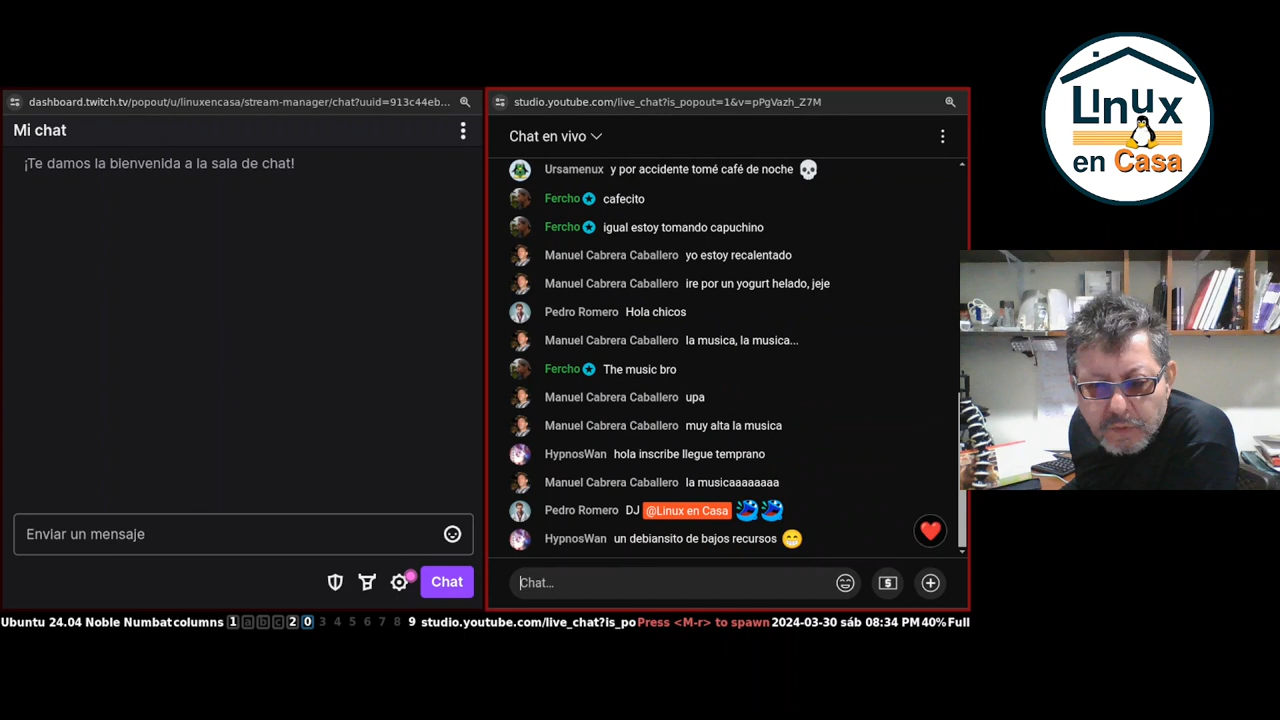 dashboard.twitch.tv/popout/u/linuxencasa/stream-manager/chat?uuid=913c44eb...
Mi chat
¡Te damos la bienvenida a la sala de chat!
Enviar un mensaje
Chat
studio.youtube.com/live_chat?is_popout=1&v=pPgVazh_Z7M
Chat en vivo
Ursamenux y por accidente tomé café de noche
Fercho cafecito
Fercho igual estoy tomando capuchino
Manuel Cabrera Caballero yo estoy recalentado
Manuel Cabrera Caballero ire por un yogurt helado, jeje
Pedro Romero Hola chicos
Manuel Cabrera Caballero la musica, la musica...
Fercho The music bro
Manuel Cabrera Caballero upa
Manuel Cabrera Caballero muy alta la musica
HypnosWan hola inscribe llegue temprano
Manuel Cabrera Caballero la musicaaaaaaaa
Pedro Romero DJ @Linux en Casa
HypnosWan un debiansito de bajos recursos
Chat...
Linux
en Casa
Ubuntu 24.04 Noble Numbat columns 1 a b c 2 0 3 4 5 6 7 8 9 studio.youtube.com/live_chat?is_po Press <M-r> to spawn 2024-03-30 sáb 08:34 PM 40% Full